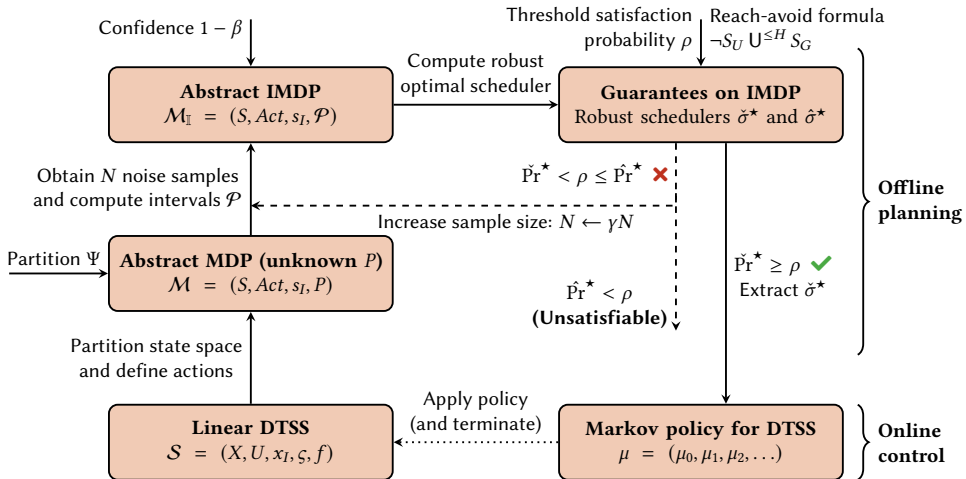 Confidence 1 − β
Threshold satisfaction
probability ρ
Reach-avoid formula
¬S_U U^{≤H} S_G
Abstract IMDP
M_𝕀 = (S, Act, s_I, 𝒫)
Compute robust
optimal scheduler
Guarantees on IMDP
Robust schedulers σ̌★ and σ̂★
Obtain N noise samples
and compute intervals 𝒫
P̌r★ < ρ ≤ P̂r★ ✗
Increase sample size: N ← γN
Offline
planning
Partition Ψ
Abstract MDP (unknown P)
M = (S, Act, s_I, P)
P̂r★ < ρ
(Unsatisfiable)
P̌r★ ≥ ρ ✓
Extract σ̌★
Partition state space
and define actions
Linear DTSS
S = (X, U, x_I, ς, f)
Apply policy
(and terminate)
Markov policy for DTSS
μ = (μ₀, μ₁, μ₂, . . .)
Online
control